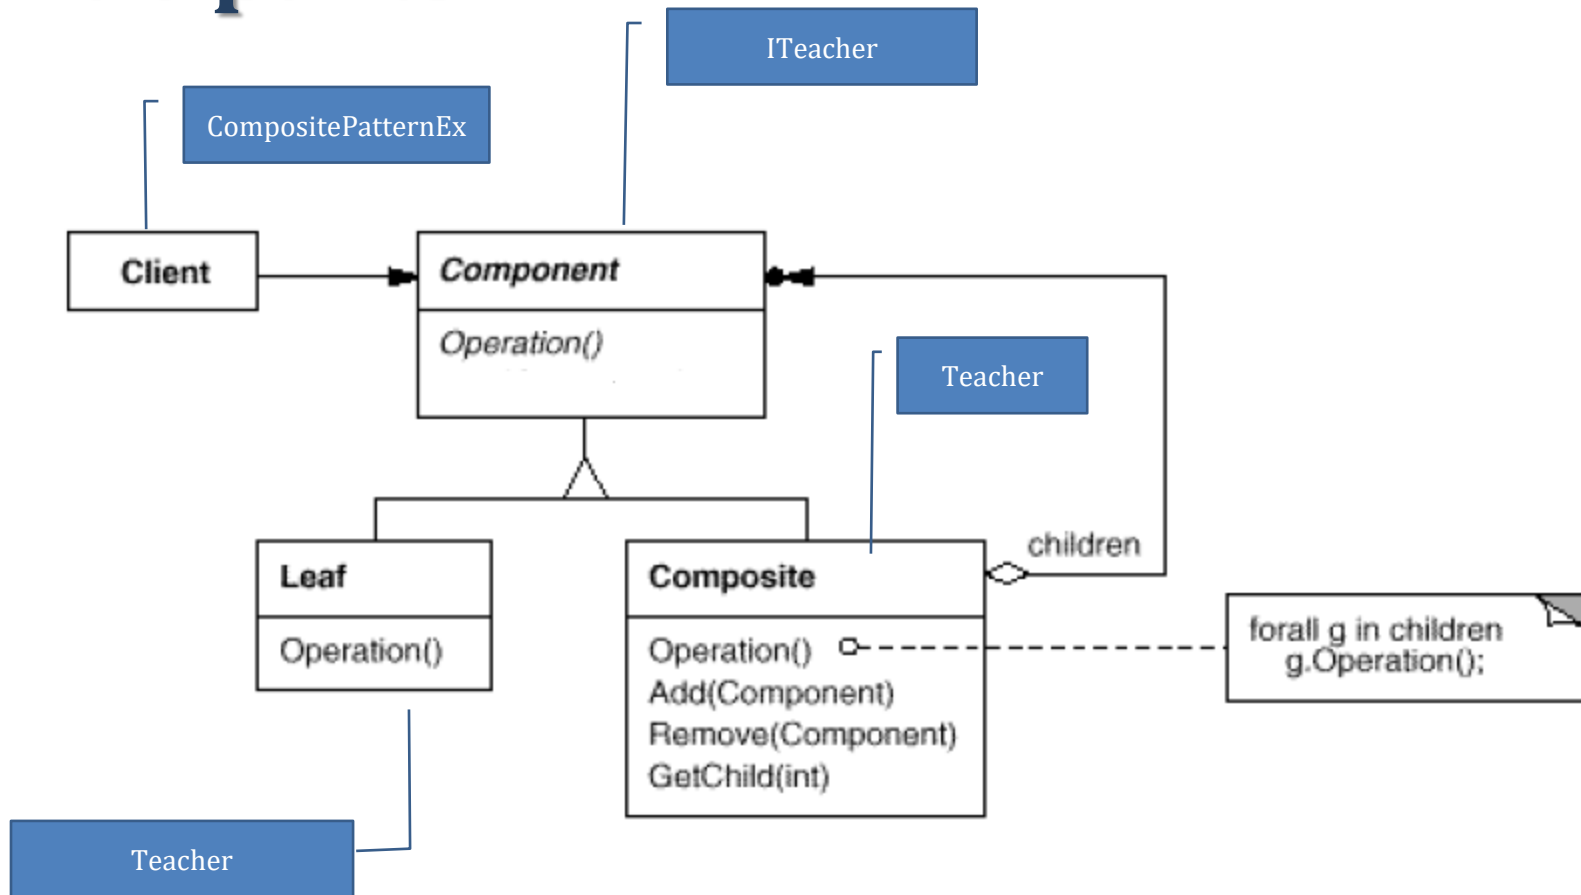 ITeacher
CompositePatternEx
Client
Component
Operation()
Teacher
children
Leaf
Operation()
Composite
Operation()
Add(Component)
Remove(Component)
GetChild(int)
forall g in children
g.Operation();
Teacher